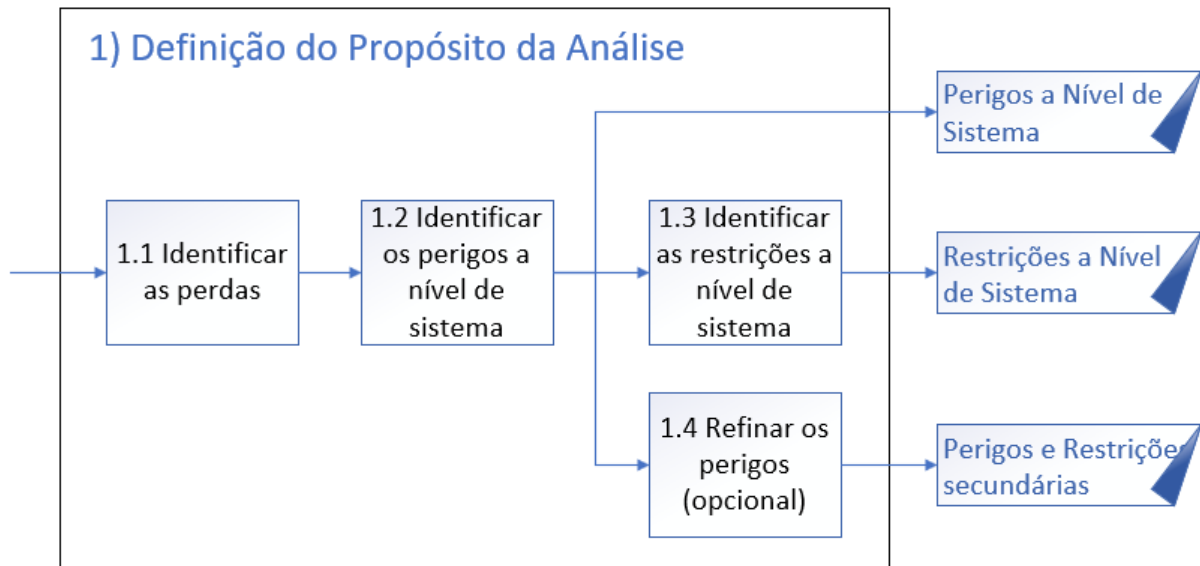 1) Definição do Propósito da Análise
Perigos a Nível de
Sistema
1.1 Identificar
as perdas
1.2 Identificar
os perigos a
nível de
sistema
1.3 Identificar
as restrições a
nível de
sistema
Restrições a Nível
de Sistema
1.4 Refinar os
perigos
(opcional)
Perigos e Restrições
secundárias